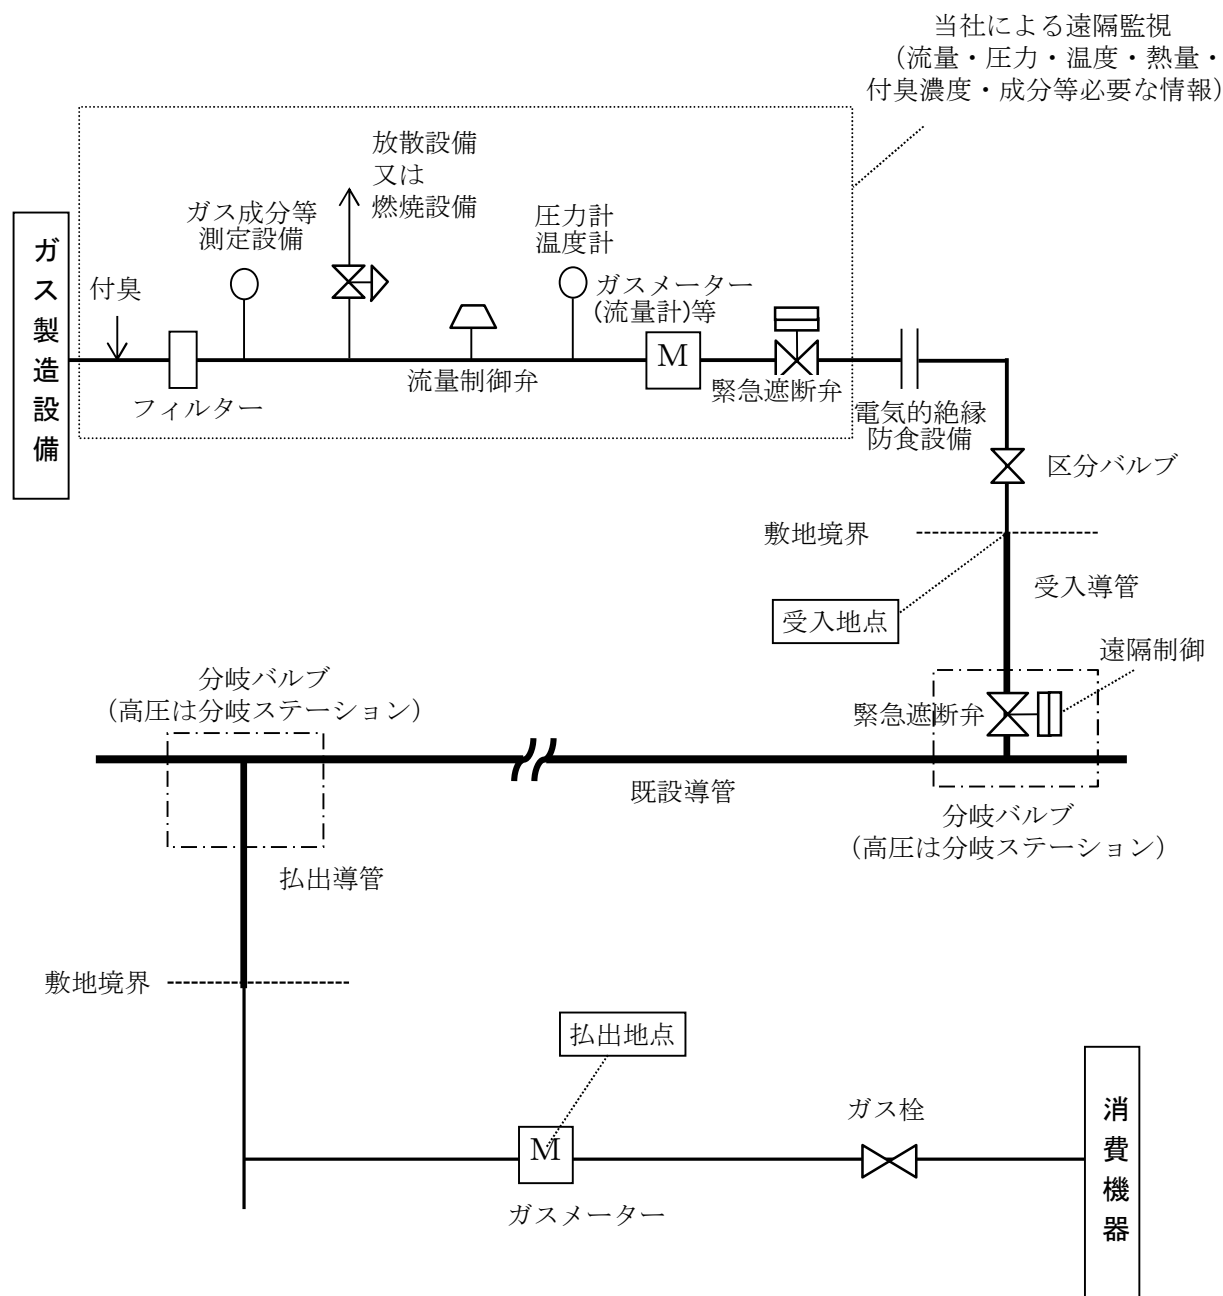 当社による遠隔監視
（流量・圧力・温度・熱量・
付臭濃度・成分等必要な情報）
放散設備
又は
燃焼設備
ガス成分等
測定設備
圧力計
温度計
ガス製造設備
付臭
ガスメーター
(流量計)等
M
フィルター
流量制御弁
緊急遮断弁
電気的絶縁
防食設備
区分バルブ
敷地境界
受入導管
受入地点
遠隔制御
分岐バルブ
（高圧は分岐ステーション）
緊急遮断弁
既設導管
分岐バルブ
（高圧は分岐ステーション）
払出導管
敷地境界
払出地点
ガス栓
M
消費機器
ガスメーター